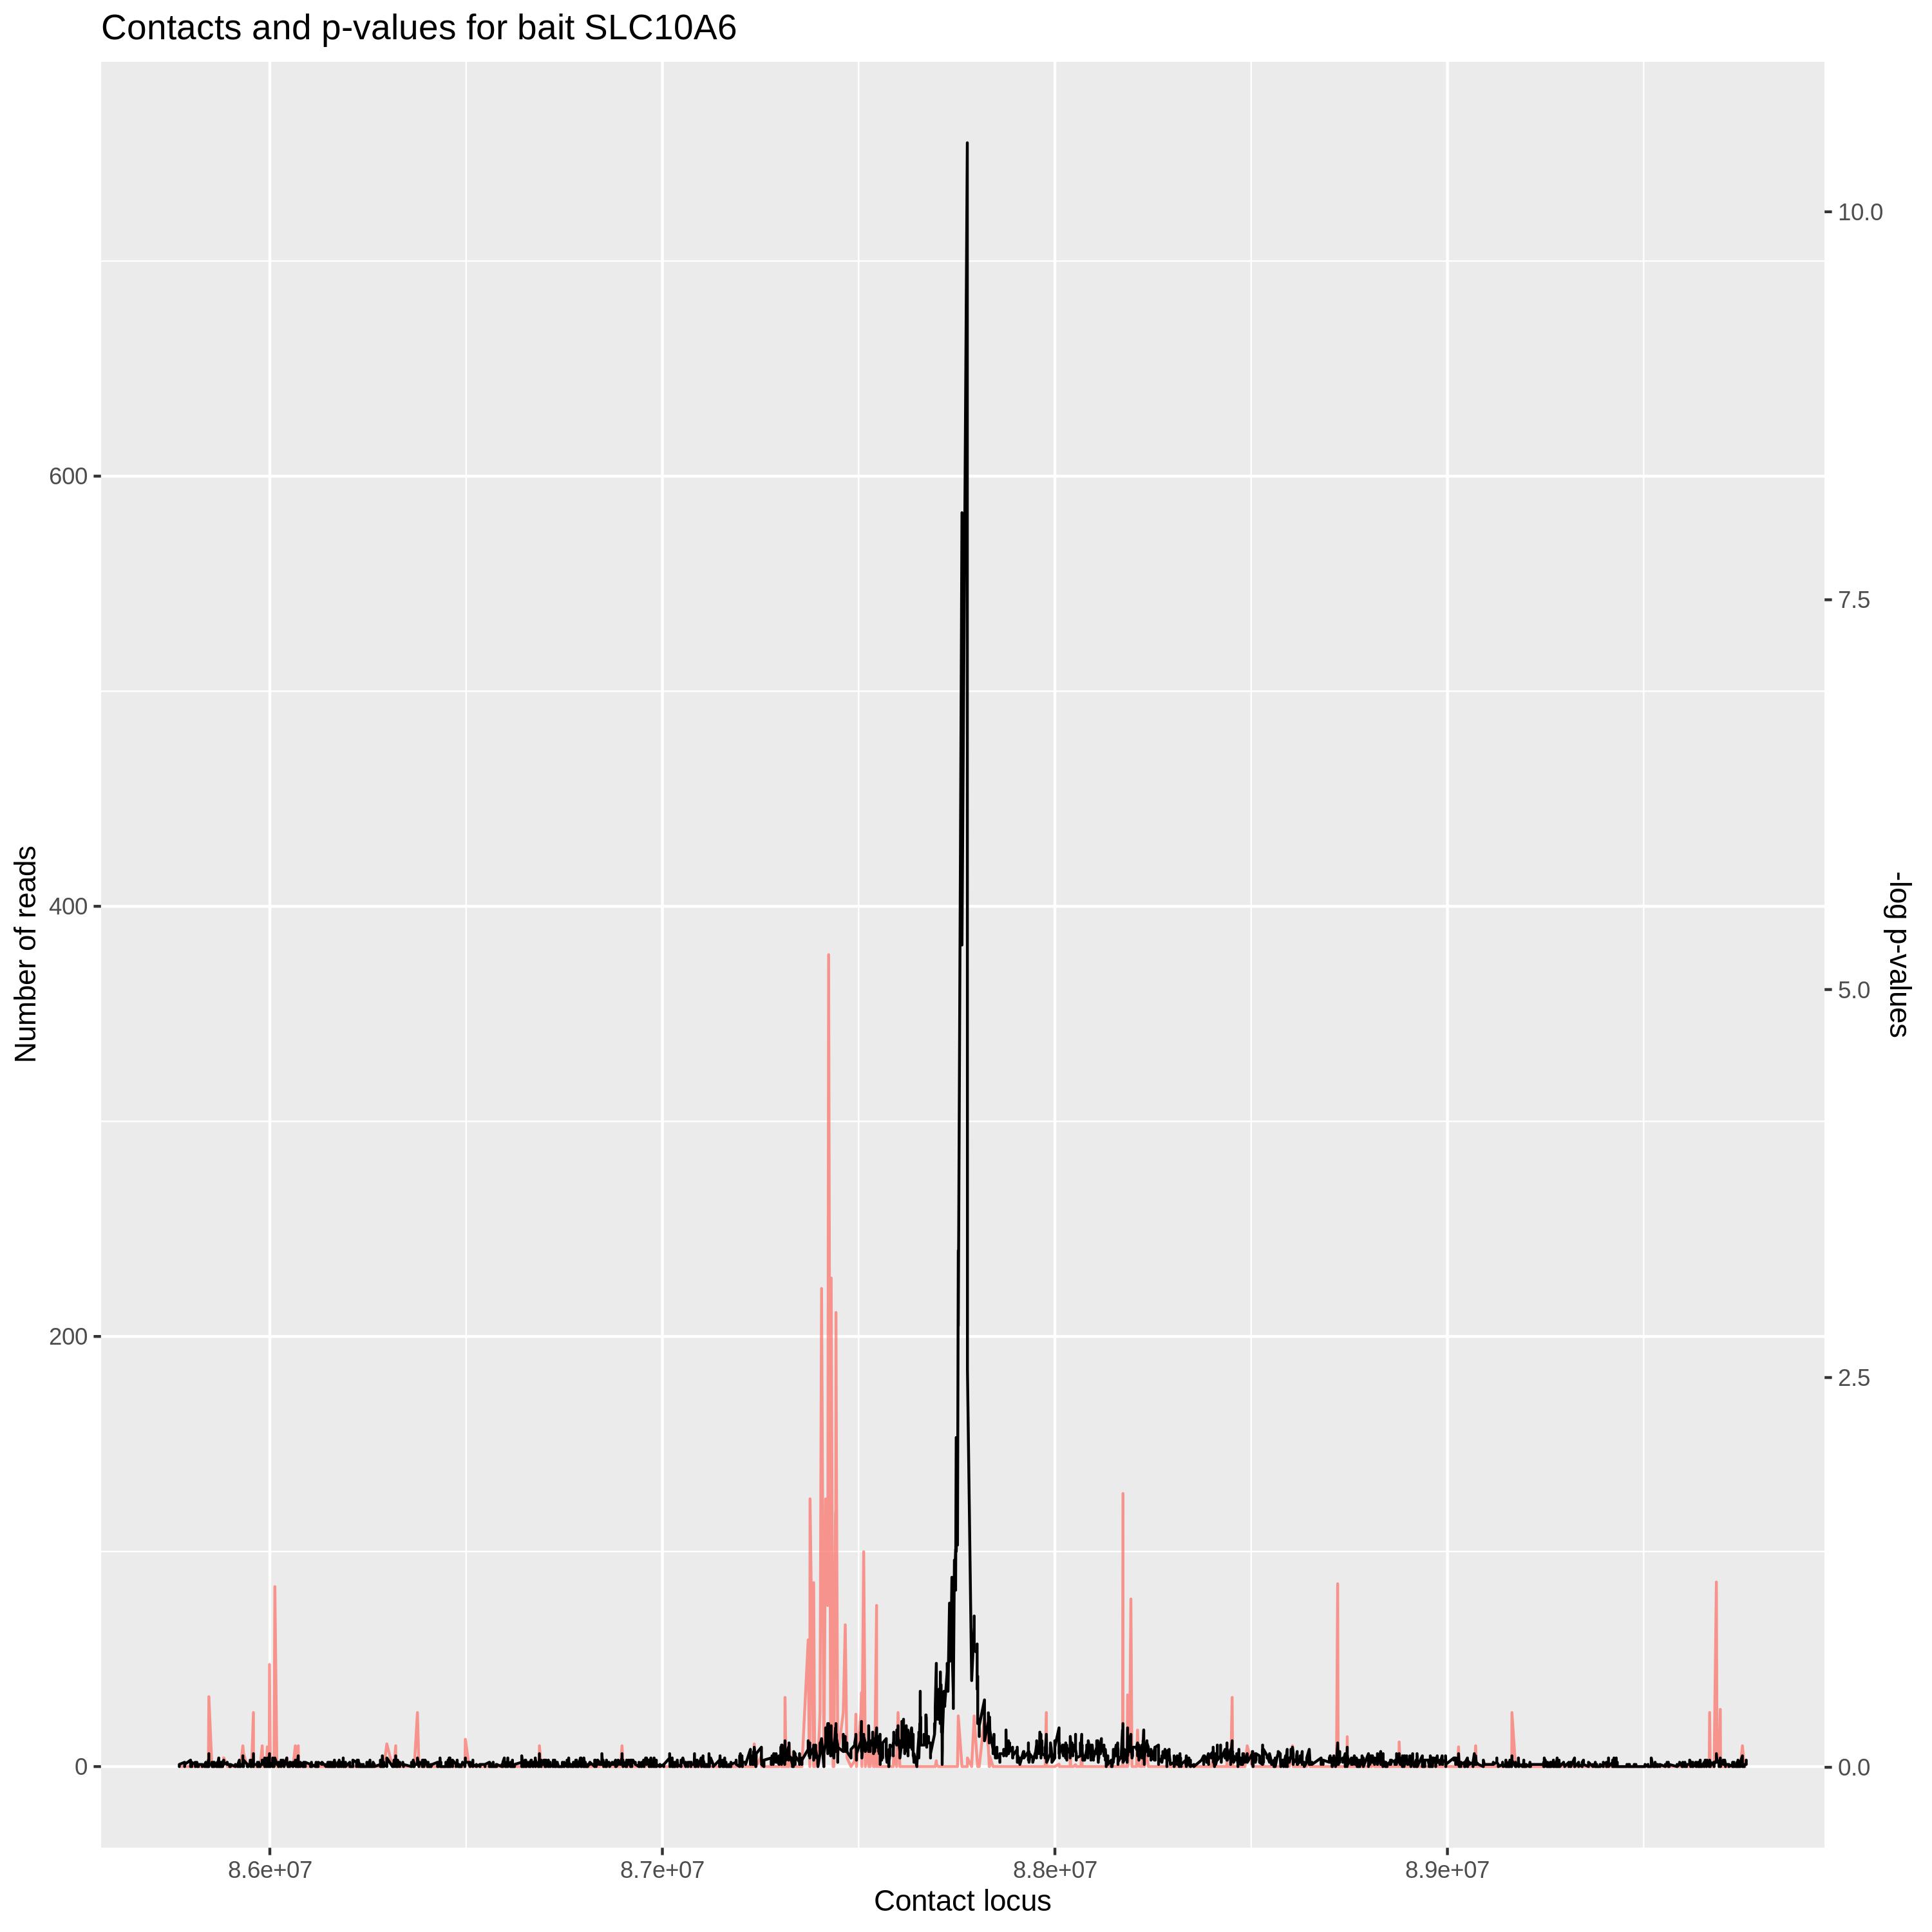 Contacts and p-values for bait SLC10A6
Number of reads
600
400
200
0
10.0
7.5
5.0
2.5
0.0
-log p-values
8.6e+07
8.7e+07
8.8e+07
8.9e+07
Contact locus